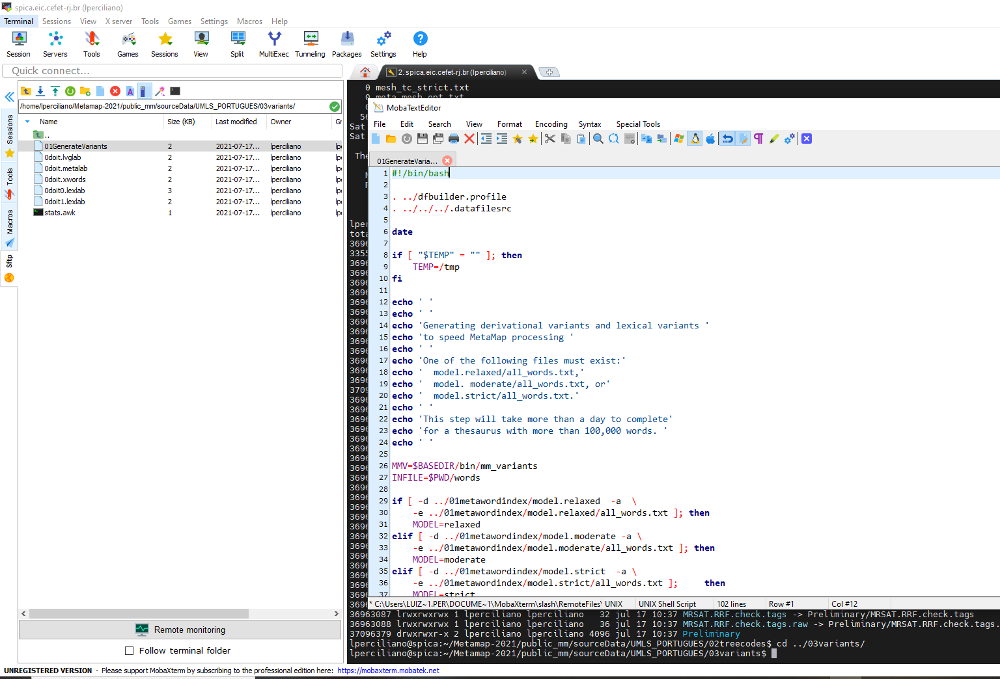 spica.eic.cefet-rj.br (lperciliano)
Terminal Sessions View X server Tools Games Settings Macros Help
Session Servers Tools Games Sessions View Split MultiExec Tunneling Packages Settings Help
Quick connect...
2. spica.eic.cefet-rj.br (lperciliano)
/home/lperciliano/Metamap-2021/public_mm/sourceData/UMLS_PORTUGUES/03variants/
Name Size (KB) Last modified Owner Gr
..
01GenerateVariants 2 2021-07-17... lperciliano
0doit.lvglab 2 2021-07-17... lperciliano
0doit.metalab 2 2021-07-17... lperciliano
0doit.xwords 2 2021-07-17... lperciliano
0doit0.lexlab 3 2021-07-17... lperciliano
0doit1.lexlab 2 2021-07-17... lperciliano
stats.awk 1 2021-07-17... lperciliano
Sessions
Tools
Macros
Sftp
Remote monitoring
Follow terminal folder
0 mesh_tc_strict.txt
Sat
Sat
MobaTextEditor
File Edit Search View Format Encoding Syntax Special Tools
01GenerateVaria...
1 #!/bin/bash
2
3 . ../dfbuilder.profile
4 . ../../../.datafilesrc
5
6 date
7
8 if [ "$TEMP" = "" ]; then
9 TEMP=/tmp
10 fi
11
12 echo ' '
13 echo ' '
14 echo 'Generating derivational variants and lexical variants '
15 echo 'to speed MetaMap processing '
16 echo ' '
17 echo 'One of the following files must exist:'
18 echo '  model.relaxed/all_words.txt,'
19 echo '  model. moderate/all_words.txt, or'
20 echo '  model.strict/all_words.txt.'
21 echo ' '
22 echo 'This step will take more than a day to complete'
23 echo 'for a thesaurus with more than 100,000 words. '
24 echo ' '
25
26 MMV=$BASEDIR/bin/mm_variants
27 INFILE=$PWD/words
28
29 if [ -d ../01metawordindex/model.relaxed  -a  \
30 -e ../01metawordindex/model.relaxed/all_words.txt ]; then
31 MODEL=relaxed
32 elif [ -d ../01metawordindex/model.moderate -a \
33 -e ../01metawordindex/model.moderate/all_words.txt ]; then
34 MODEL=moderate
35 elif [ -d ../01metawordindex/model.strict  -a \
36 -e ../01metawordindex/model.strict/all_words.txt ];     then
37 MODEL=strict
* C:\Users\LUIZ~1.PER\DOCUME~1\MobaXterm\slash\RemoteFiles\ UNIX UNIX Shell Script 102 lines Row #1 Col #12
36963087 lrwxrwxrwx 1 lperciliano lperciliano 32 jul 17 10:37 MRSAT.RRF.check.tags -> Preliminary/MRSAT.RRF.check.tags
36963088 lrwxrwxrwx 1 lperciliano lperciliano 36 jul 17 10:37 MRSAT.RRF.check.tags.raw -> Preliminary/MRSAT.RRF.check.tags.
37096379 drwxrwxr-x 2 lperciliano lperciliano 4096 jul 17 10:37 Preliminary
lperciliano@spica:~/Metamap-2021/public_mm/sourceData/UMLS_PORTUGUES/02treecodes$ cd ../03variants/
lperciliano@spica:~/Metamap-2021/public_mm/sourceData/UMLS_PORTUGUES/03variants$
UNREGISTERED VERSION - Please support MobaXterm by subscribing to the professional edition here: https://mobaxterm.mobatek.net